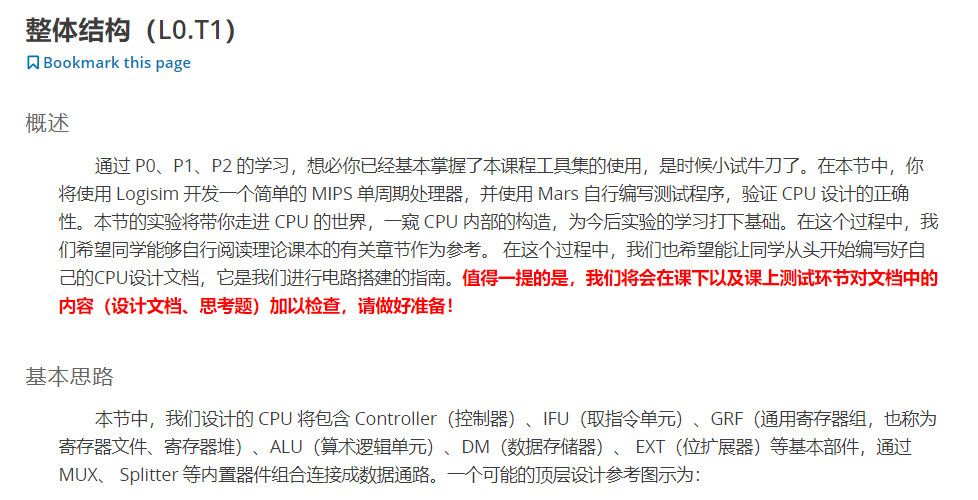 整体结构（L0.T1）
Bookmark this page
概述
通过 P0、P1、P2 的学习，想必你已经基本掌握了本课程工具集的使用，是时候小试牛刀了。在本节中，你
将使用 Logisim 开发一个简单的 MIPS 单周期处理器，并使用 Mars 自行编写测试程序，验证 CPU 设计的正确
性。本节的实验将带你走进 CPU 的世界，一窥 CPU 内部的构造，为今后实验的学习打下基础。在这个过程中，我
们希望同学能够自行阅读理论课本的有关章节作为参考。 在这个过程中，我们也希望能让同学从头开始编写好自
己的CPU设计文档，它是我们进行电路搭建的指南。值得一提的是，我们将会在课下以及课上测试环节对文档中的
内容（设计文档、思考题）加以检查，请做好准备！
基本思路
本节中，我们设计的 CPU 将包含 Controller（控制器）、IFU（取指令单元）、GRF（通用寄存器组，也称为
寄存器文件、寄存器堆）、ALU（算术逻辑单元）、DM（数据存储器）、 EXT（位扩展器）等基本部件，通过
MUX、 Splitter 等内置器件组合连接成数据通路。一个可能的顶层设计参考图示为：